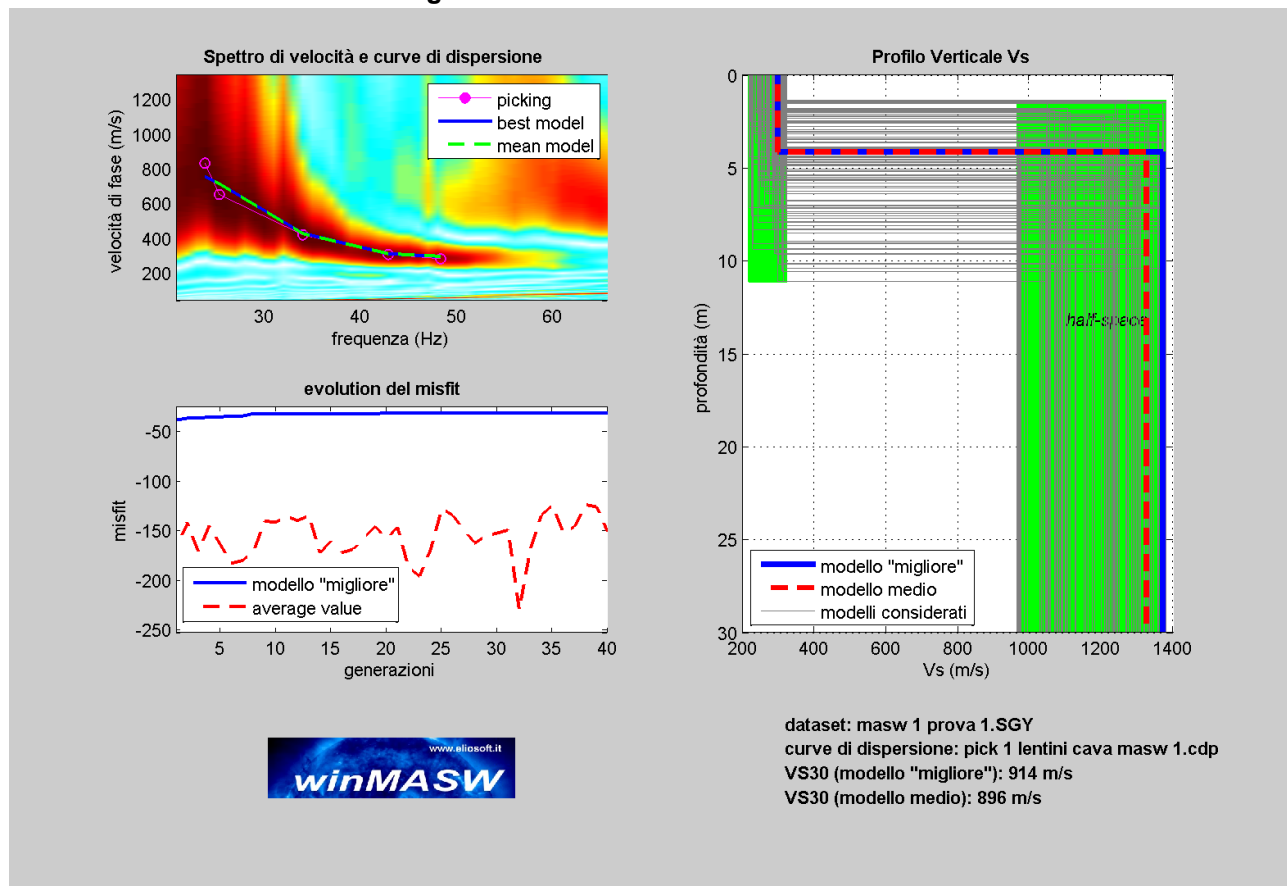 Spettro di velocità e curve di dispersione
velocità di fase (m/s)
1200
1000
800
600
400
200
picking
best model
mean model
30
40
50
60
frequenza (Hz)
evolution del misfit
misfit
-50
-100
-150
-200
-250
modello "migliore"
average value
5
10
15
20
25
30
35
40
generazioni
www.eliosoft.it
winMASW
Profilo Verticale Vs
profondità (m)
0
5
10
15
20
25
30
half-space
modello "migliore"
modello medio
modelli considerati
200
400
600
800
1000
1200
1400
Vs (m/s)
dataset: masw 1 prova 1.SGY
curve di dispersione: pick 1 lentini cava masw 1.cdp
VS30 (modello "migliore"): 914 m/s
VS30 (modello medio): 896 m/s